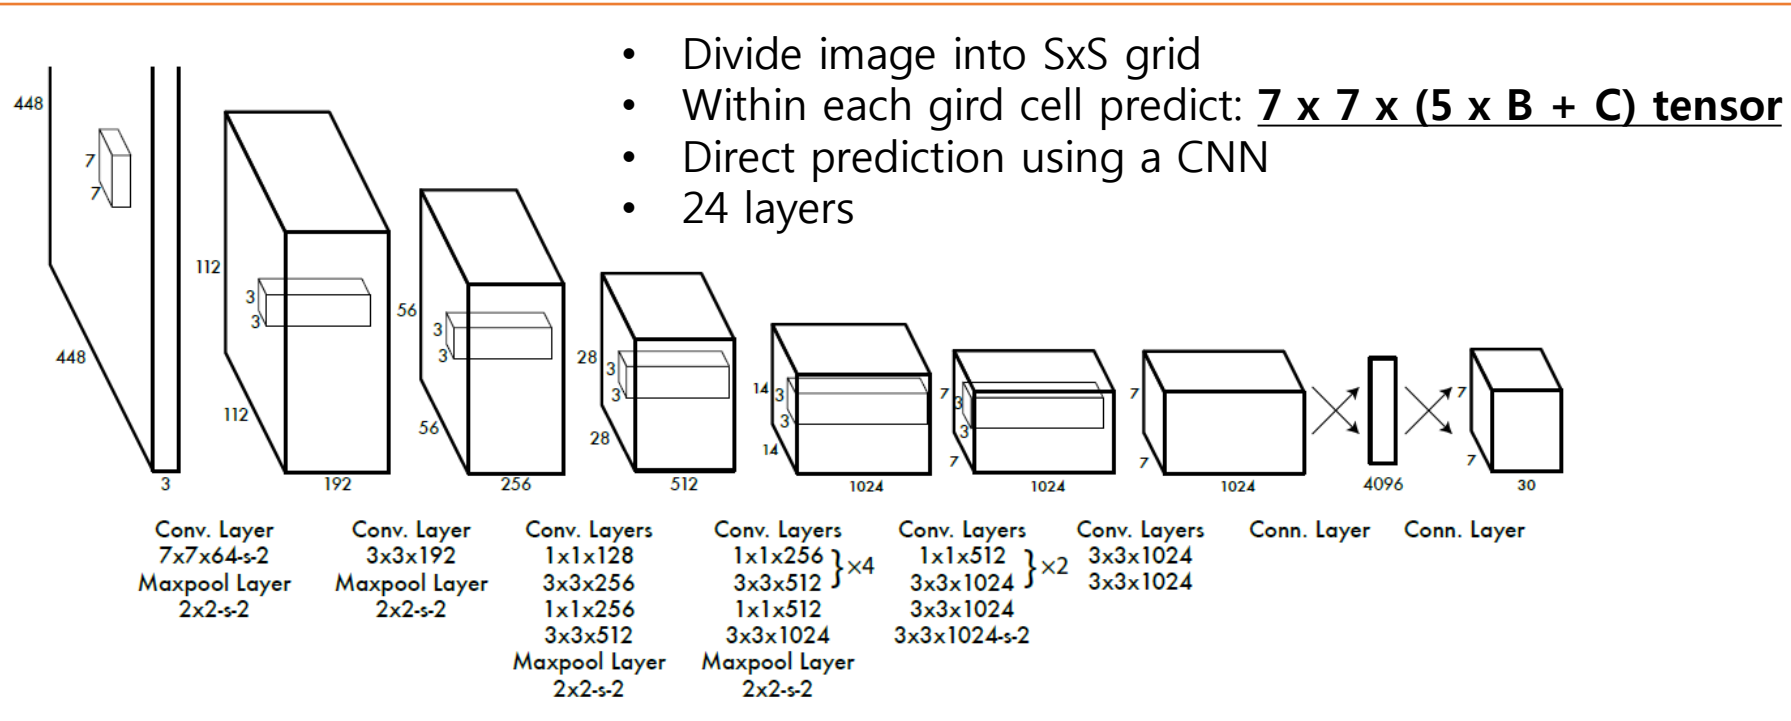 • Divide image into SxS grid
• Within each gird cell predict: 7 x 7 x (5 x B + C) tensor
• Direct prediction using a CNN
• 24 layers
448
448
7
7
3
112
112
3
3
192
56
56
3
3
256
28
28
3
3
512
14
14
3
3
1024
7
7
3
3
1024
7
7
1024
4096
7
7
30
Conv. Layer
7x7x64-s-2
Maxpool Layer
2x2-s-2
Conv. Layer
3x3x192
Maxpool Layer
2x2-s-2
Conv. Layers
1x1x128
3x3x256
1x1x256
3x3x512
Maxpool Layer
2x2-s-2
Conv. Layers
1x1x256
3x3x512 }×4
1x1x512
3x3x1024
Maxpool Layer
2x2-s-2
Conv. Layers
1x1x512
3x3x1024 }×2
3x3x1024
3x3x1024-s-2
Conv. Layers
3x3x1024
3x3x1024
Conn. Layer
Conn. Layer